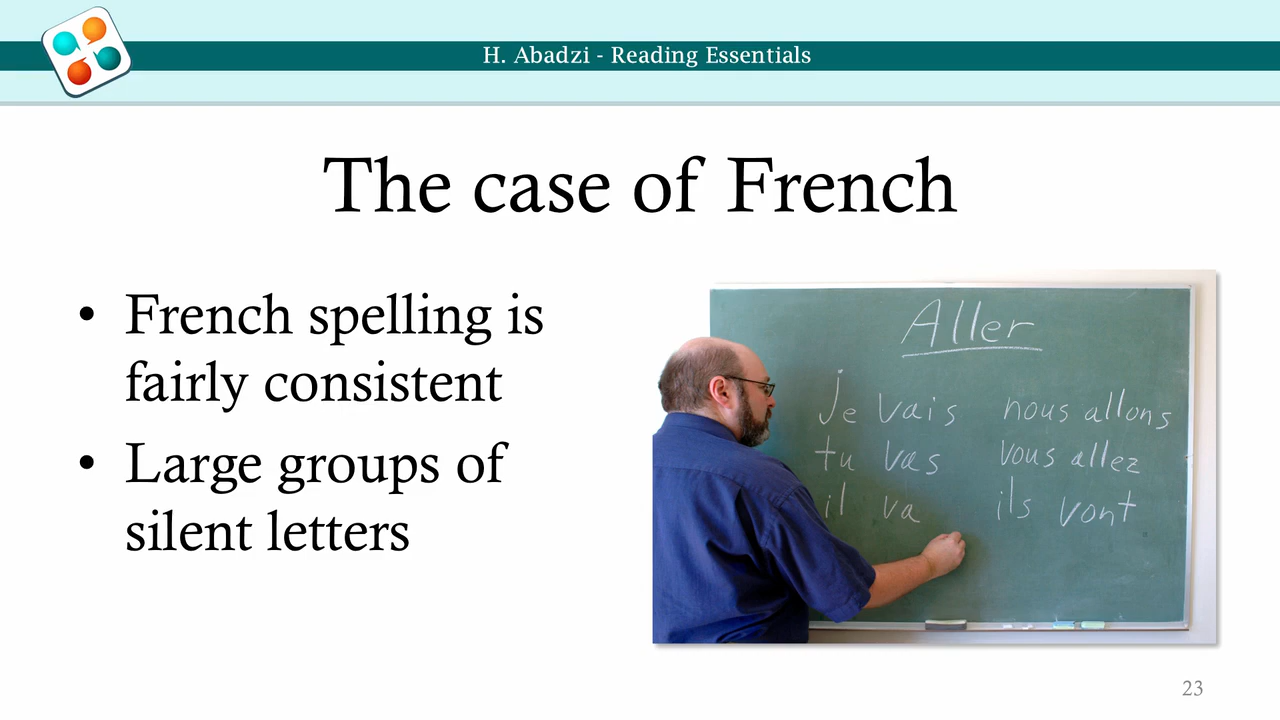 H. Abadzi - Reading Essentials
The case of French
• French spelling is
fairly consistent
• Large groups of
silent letters
Aller
je vais nous allons
tu vas vous allez
il va ils vont
23